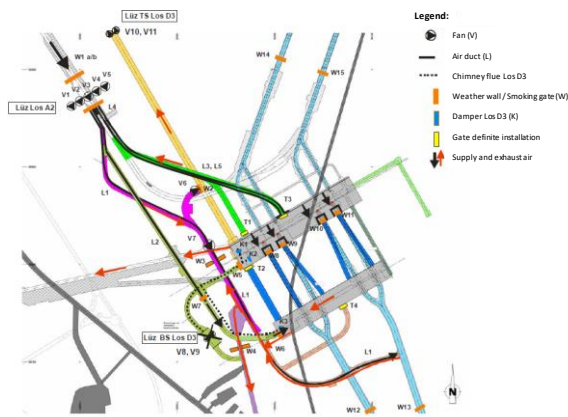 Lüz TS Los D3
V10, V11
W1 a/b
V5
V4
V3
V2
V1
Lüz Los A2
L4
W14
W15
L3, L5
V6
W2
T3
L1
T1
W11
W10
V7
K1
K2
W9
W8
L2
W3
T2
W5
L1
W7
K3
T4
Lüz BS Los D3
W4
W6
V8, V9
L1
W12
W13
N
Legend:
Fan (V)
Air duct (L)
Chimney flue Los D3
Weather wall / Smoking gate (W)
Damper Los D3 (K)
Gate definite installation
Supply and exhaust air